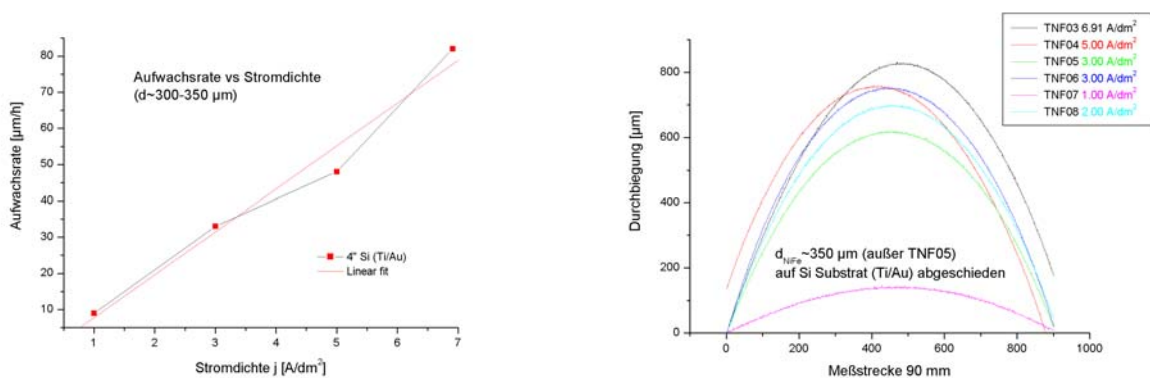 80
70
60
50
40
30
20
10
Aufwachsrate [µm/h]
Aufwachsrate vs Stromdichte
(d~300-350 µm)
4" Si (Ti/Au)
Linear fit
1 2 3 4 5 6 7
Stromdichte j [A/dm²]
TNF03 6.91 A/dm²
TNF04 5.00 A/dm²
TNF05 3.00 A/dm²
TNF06 3.00 A/dm²
TNF07 1.00 A/dm²
TNF08 2.00 A/dm²
800
600
400
200
0
Durchbiegung [µm]
d_NiFe~350 µm (außer TNF05)
auf Si Substrat (Ti/Au) abgeschieden
0 200 400 600 800 1000
Meßstrecke 90 mm